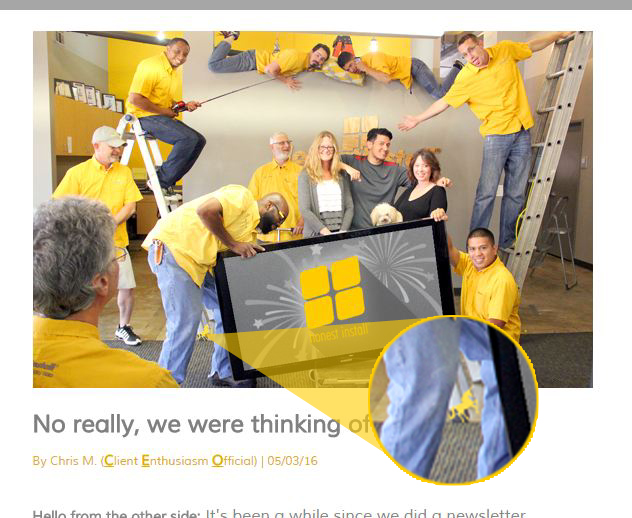 honest install
No really, we were thinking of
By Chris M. (Client Enthusiasm Official) | 05/03/16
Hello from the other side: It's been a while since we did a newsletter